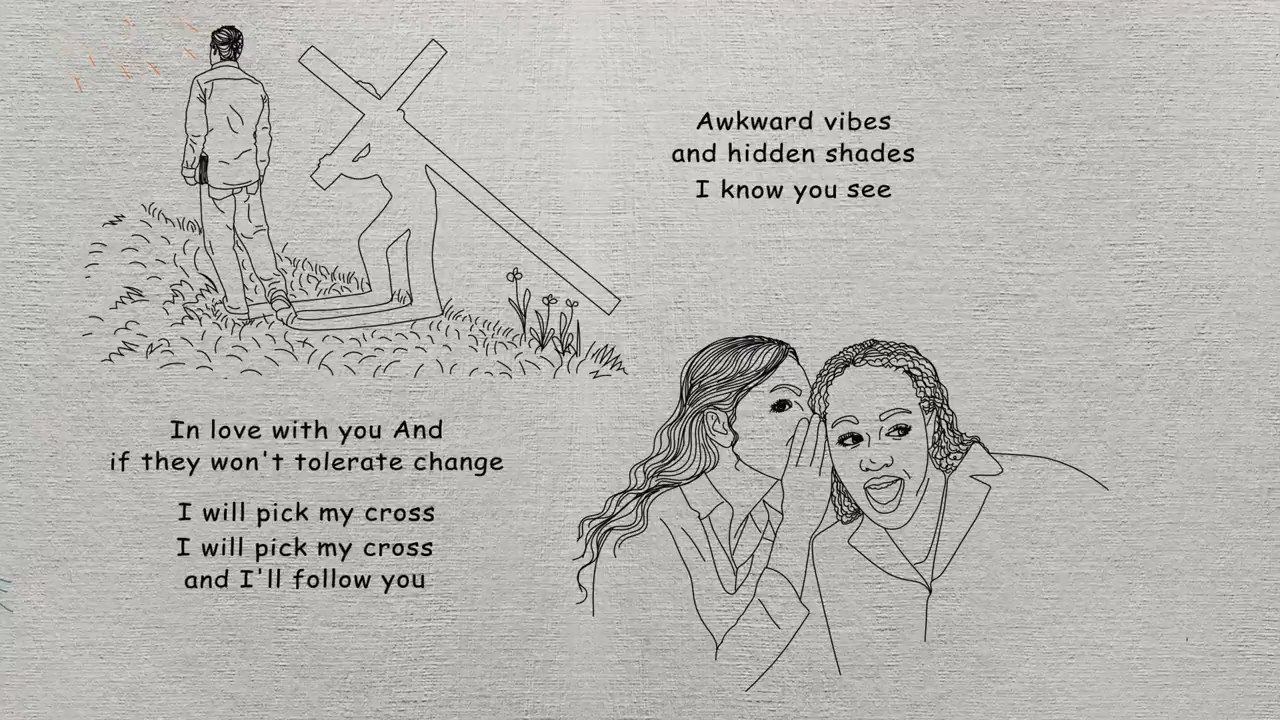 Awkward vibes
and hidden shades
I know you see
In love with you And
if they won't tolerate change
I will pick my cross
I will pick my cross
and I'll follow you